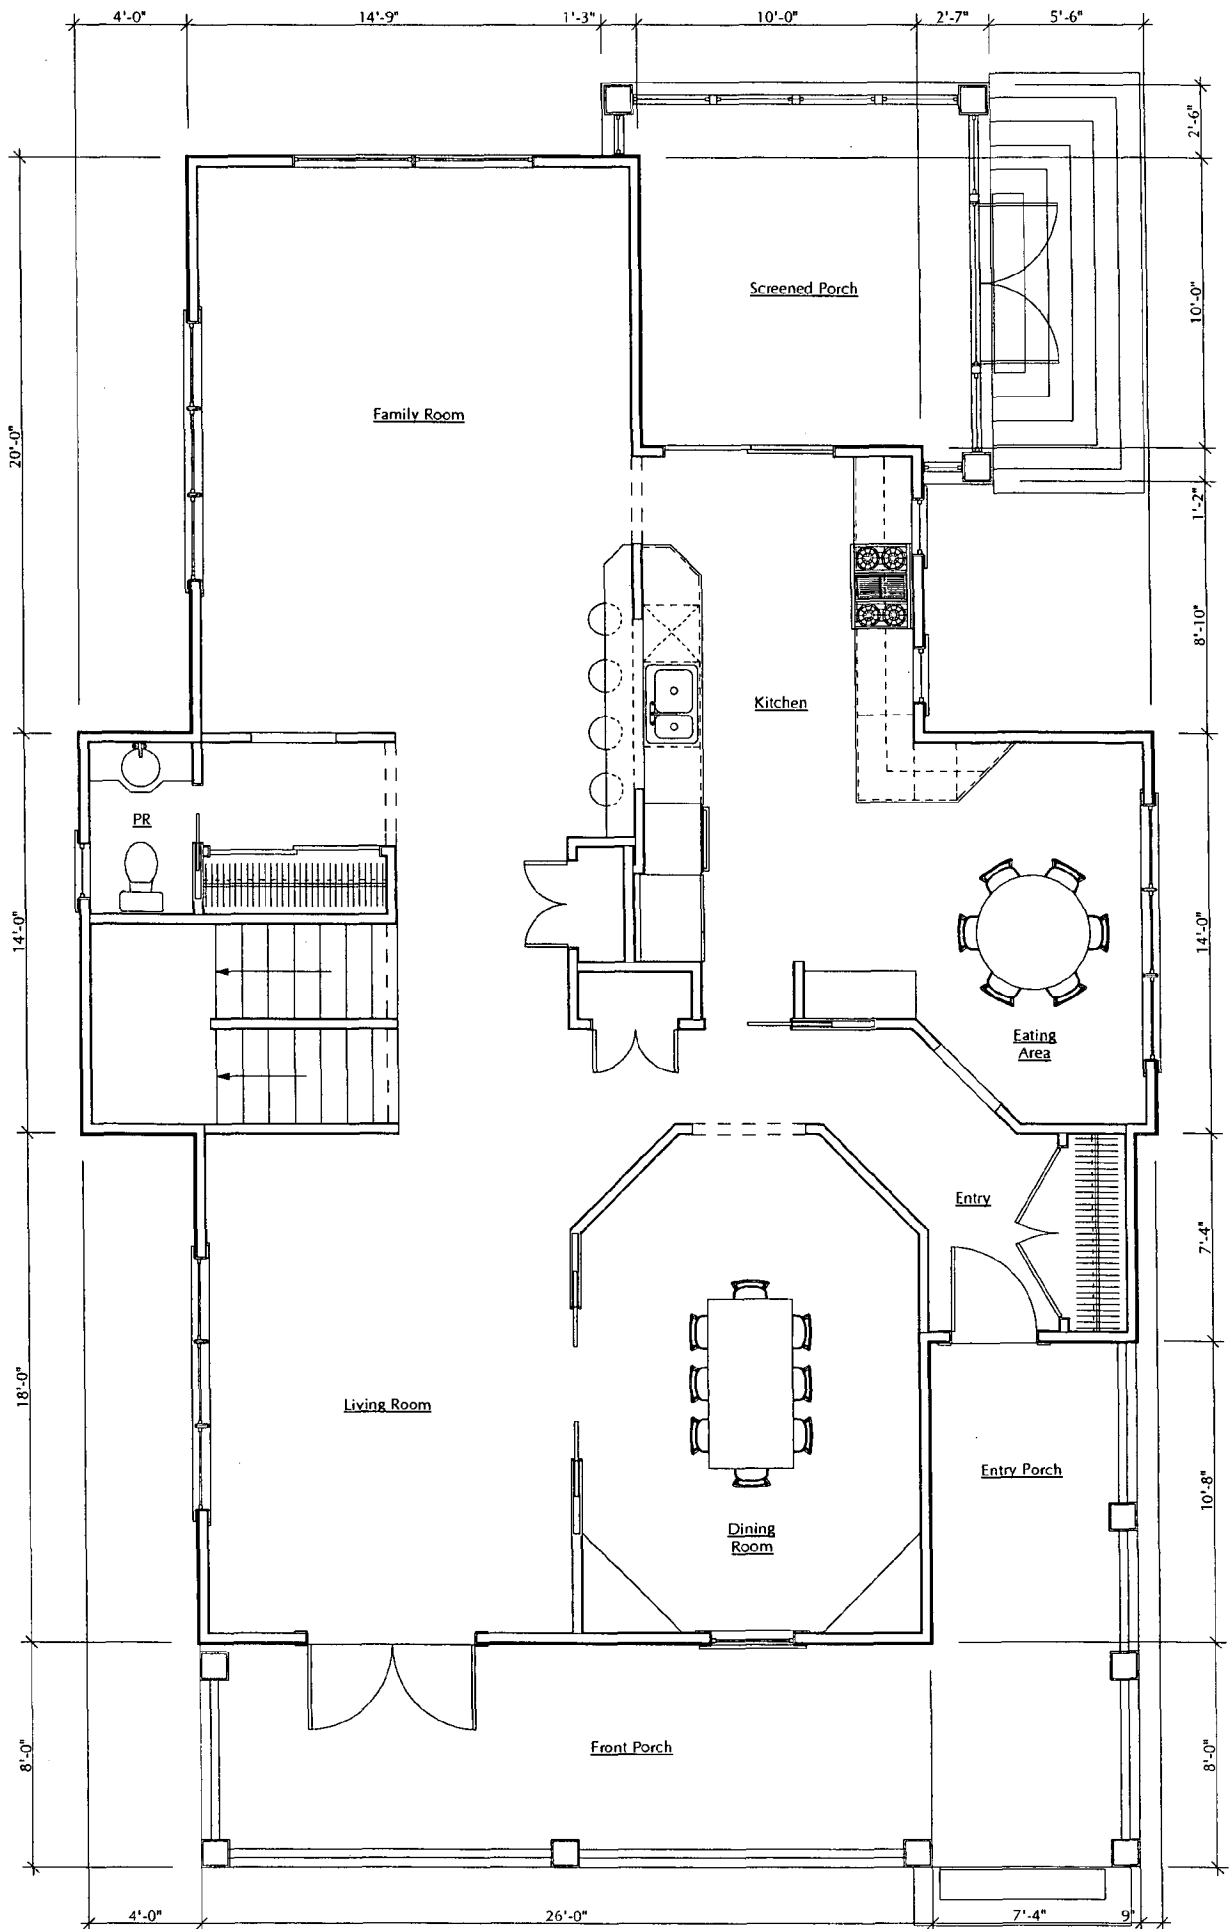 4'-0" 14'-9" 1'-3" 10'-0" 2'-7" 5'-6"
2'-6"
Screened Porch
10'-0"
Family Room
20'-0"
1'-2"
8'-10"
Kitchen
PR
14'-0"
14'-0"
Eating
Area
Entry
7'-4"
18'-0"
Living Room
Entry Porch
10'-8"
Dining
Room
Front Porch
8'-0"
8'-0"
4'-0" 26'-0" 7'-4" 9"